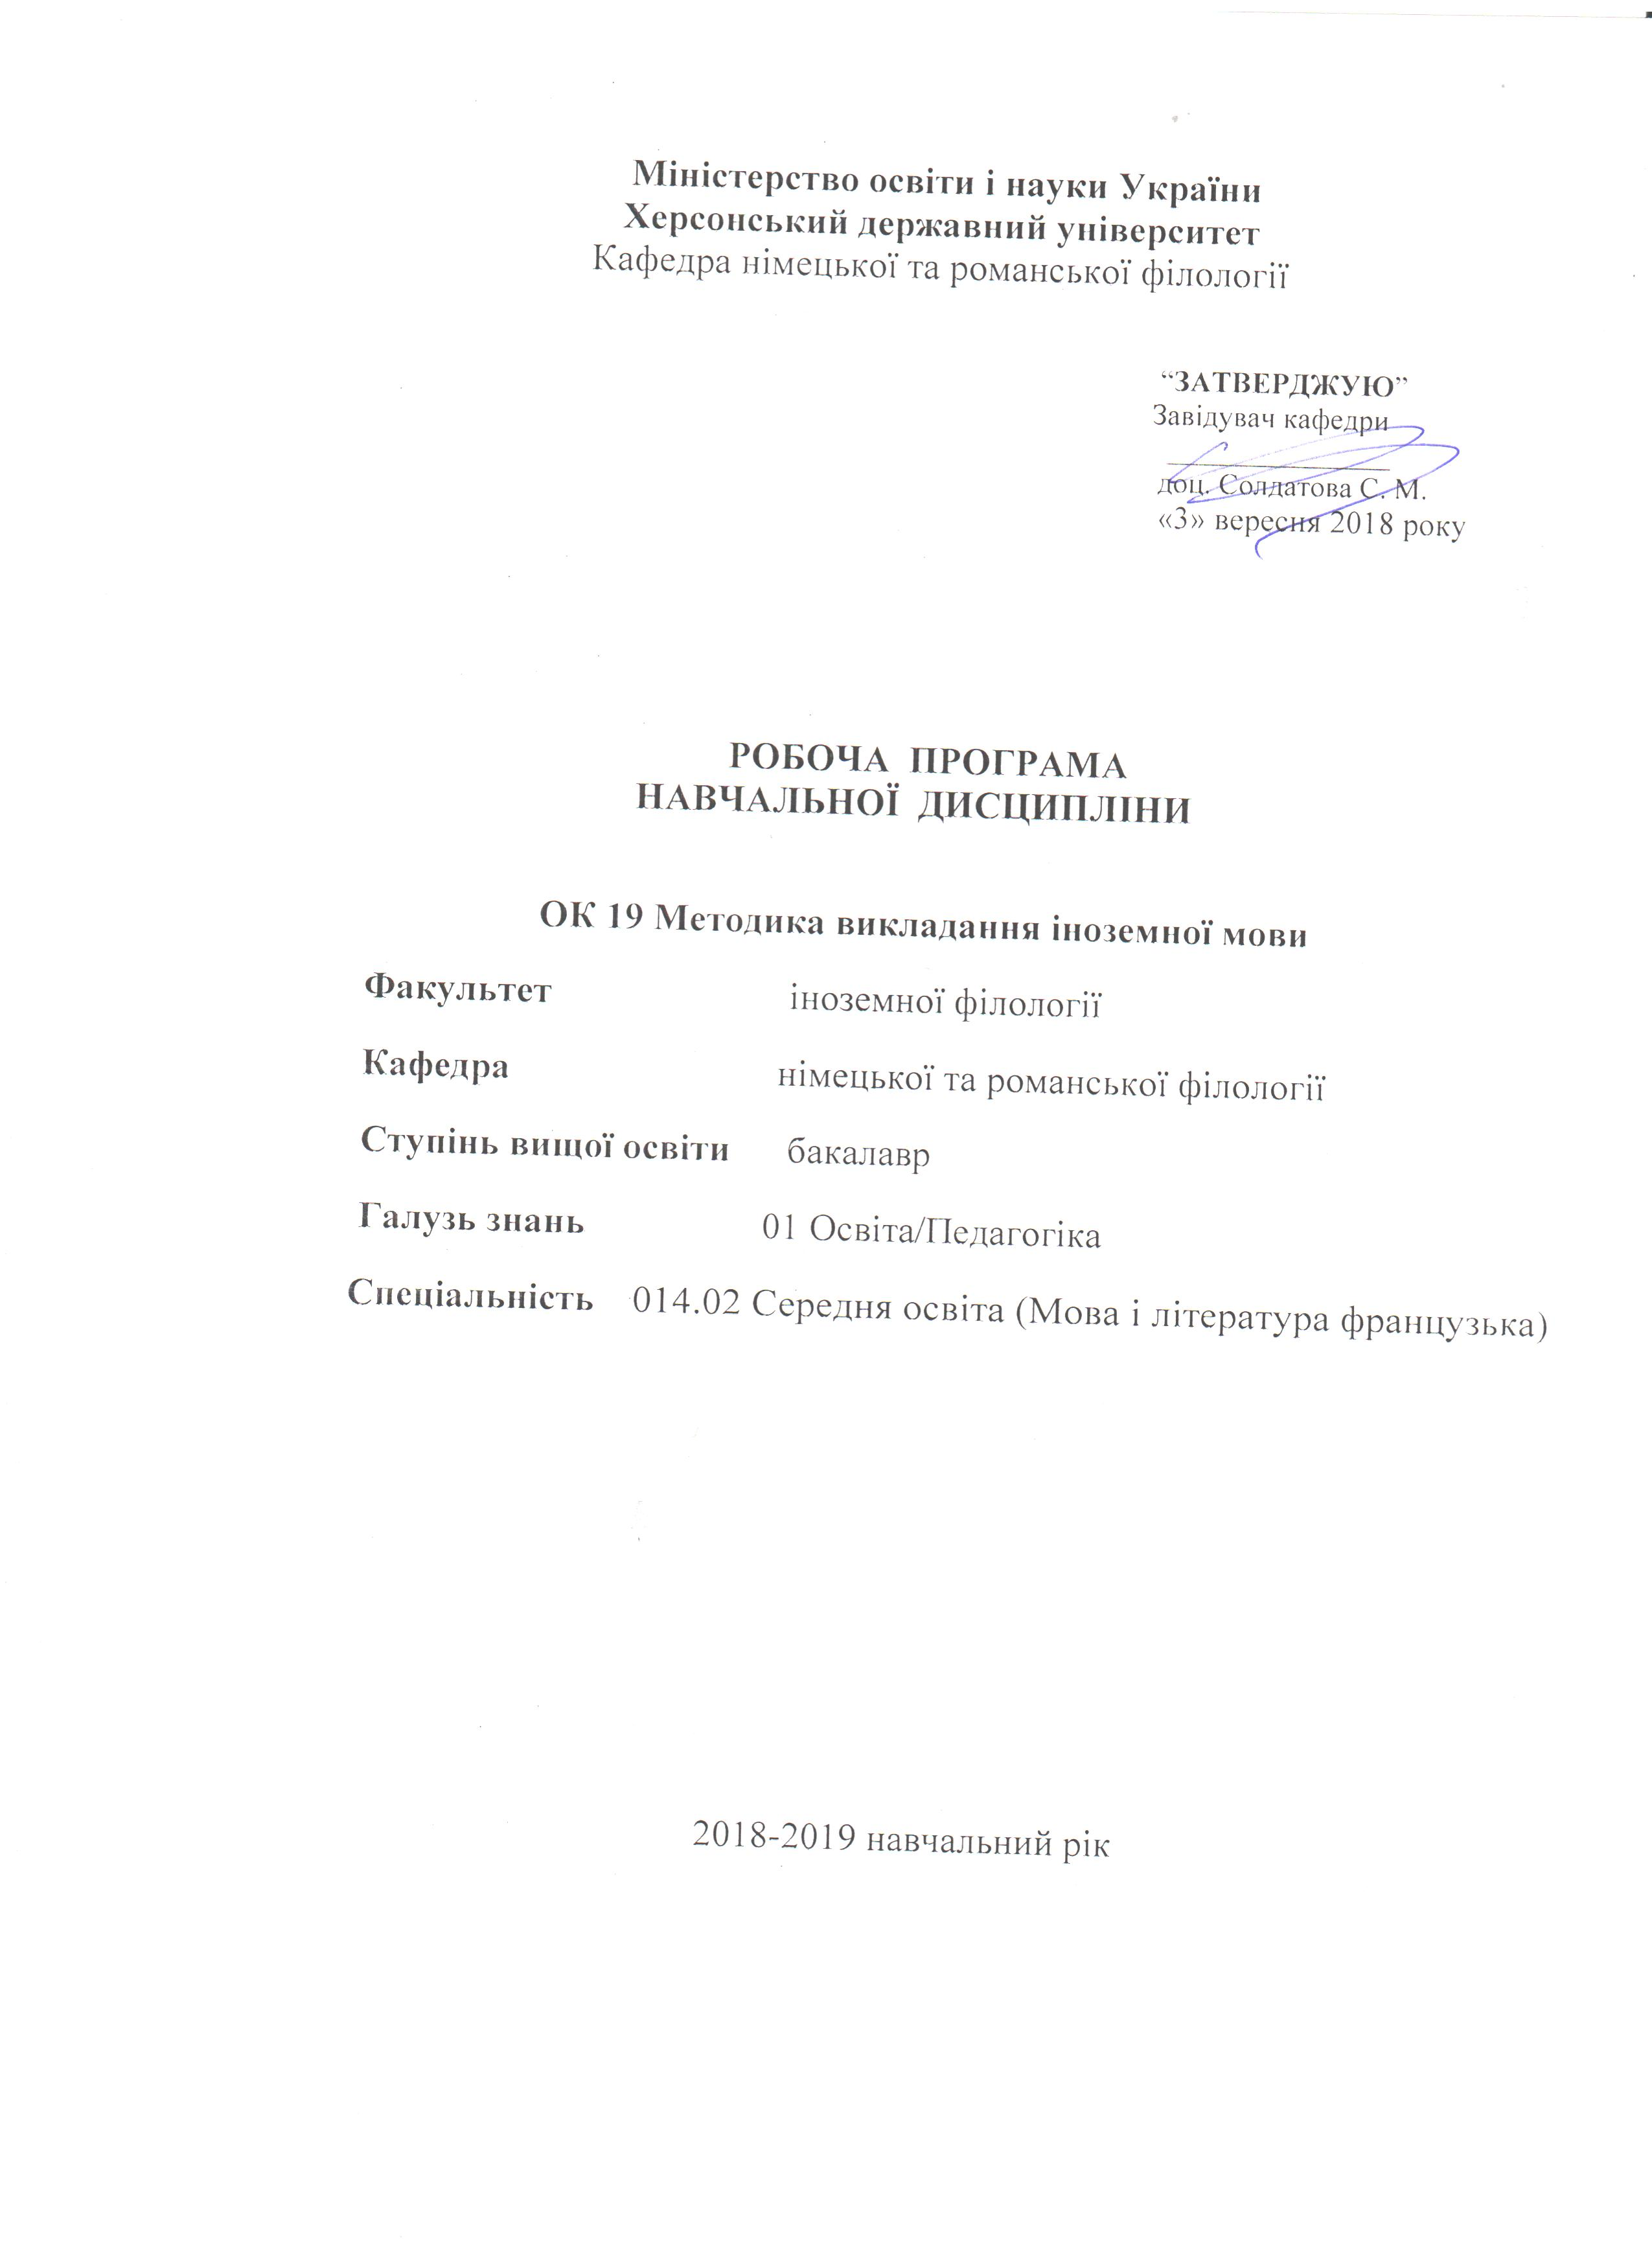 Міністерство освіти і науки України
Херсонський державний університет
Кафедра німецької та романської філології
“ЗАТВЕРДЖУЮ”
Завідувач кафедри
доц. Солдатова С. М.
«3» вересня 2018 року
РОБОЧА ПРОГРАМА
НАВЧАЛЬНОЇ ДИСЦИПЛІНИ
ОК 19 Методика викладання іноземної мови
Факультет іноземної філології
Кафедра німецької та романської філології
Ступінь вищої освіти бакалавр
Галузь знань 01 Освіта/Педагогіка
Спеціальність 014.02 Середня освіта (Мова і література французька)
2018-2019 навчальний рік